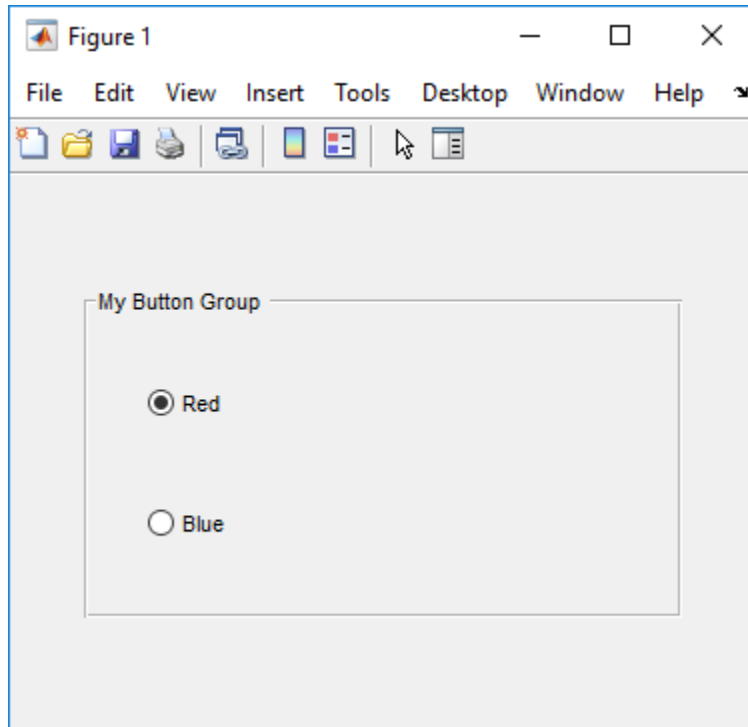 Figure 1
File Edit View Insert Tools Desktop Window Help
My Button Group
Red
Blue